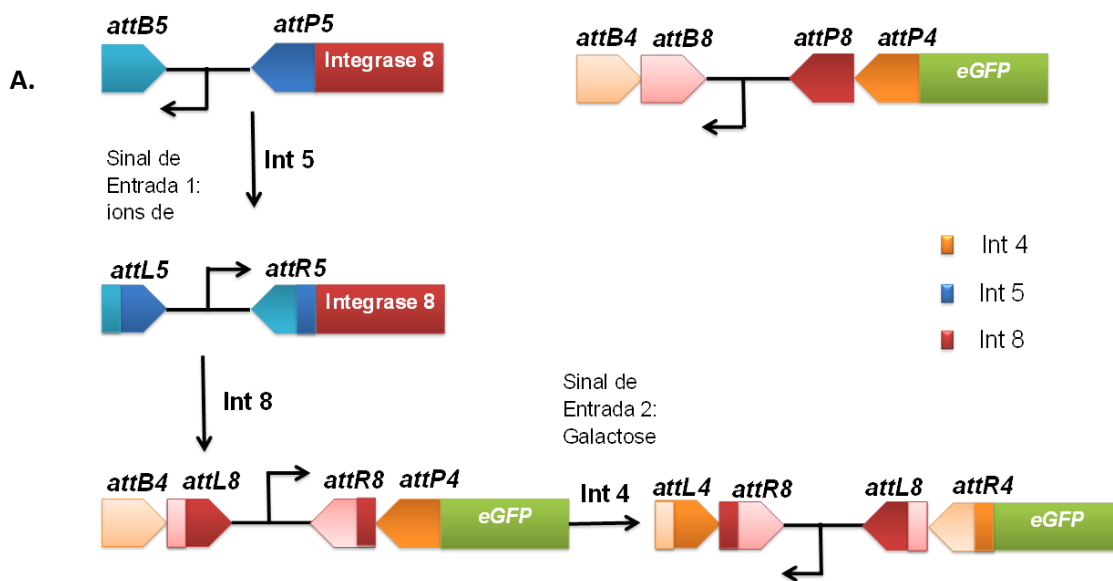 A.
attB5
attP5
Integrase 8
attB4
attB8
attP8
attP4
eGFP
Sinal de
Entrada 1:
íons de
Int 5
attL5
attR5
Integrase 8
Int 4
Int 5
Int 8
Int 8
Sinal de
Entrada 2:
Galactose
attB4
attL8
attR8
attP4
eGFP
Int 4
attL4
attR8
attL8
attR4
eGFP